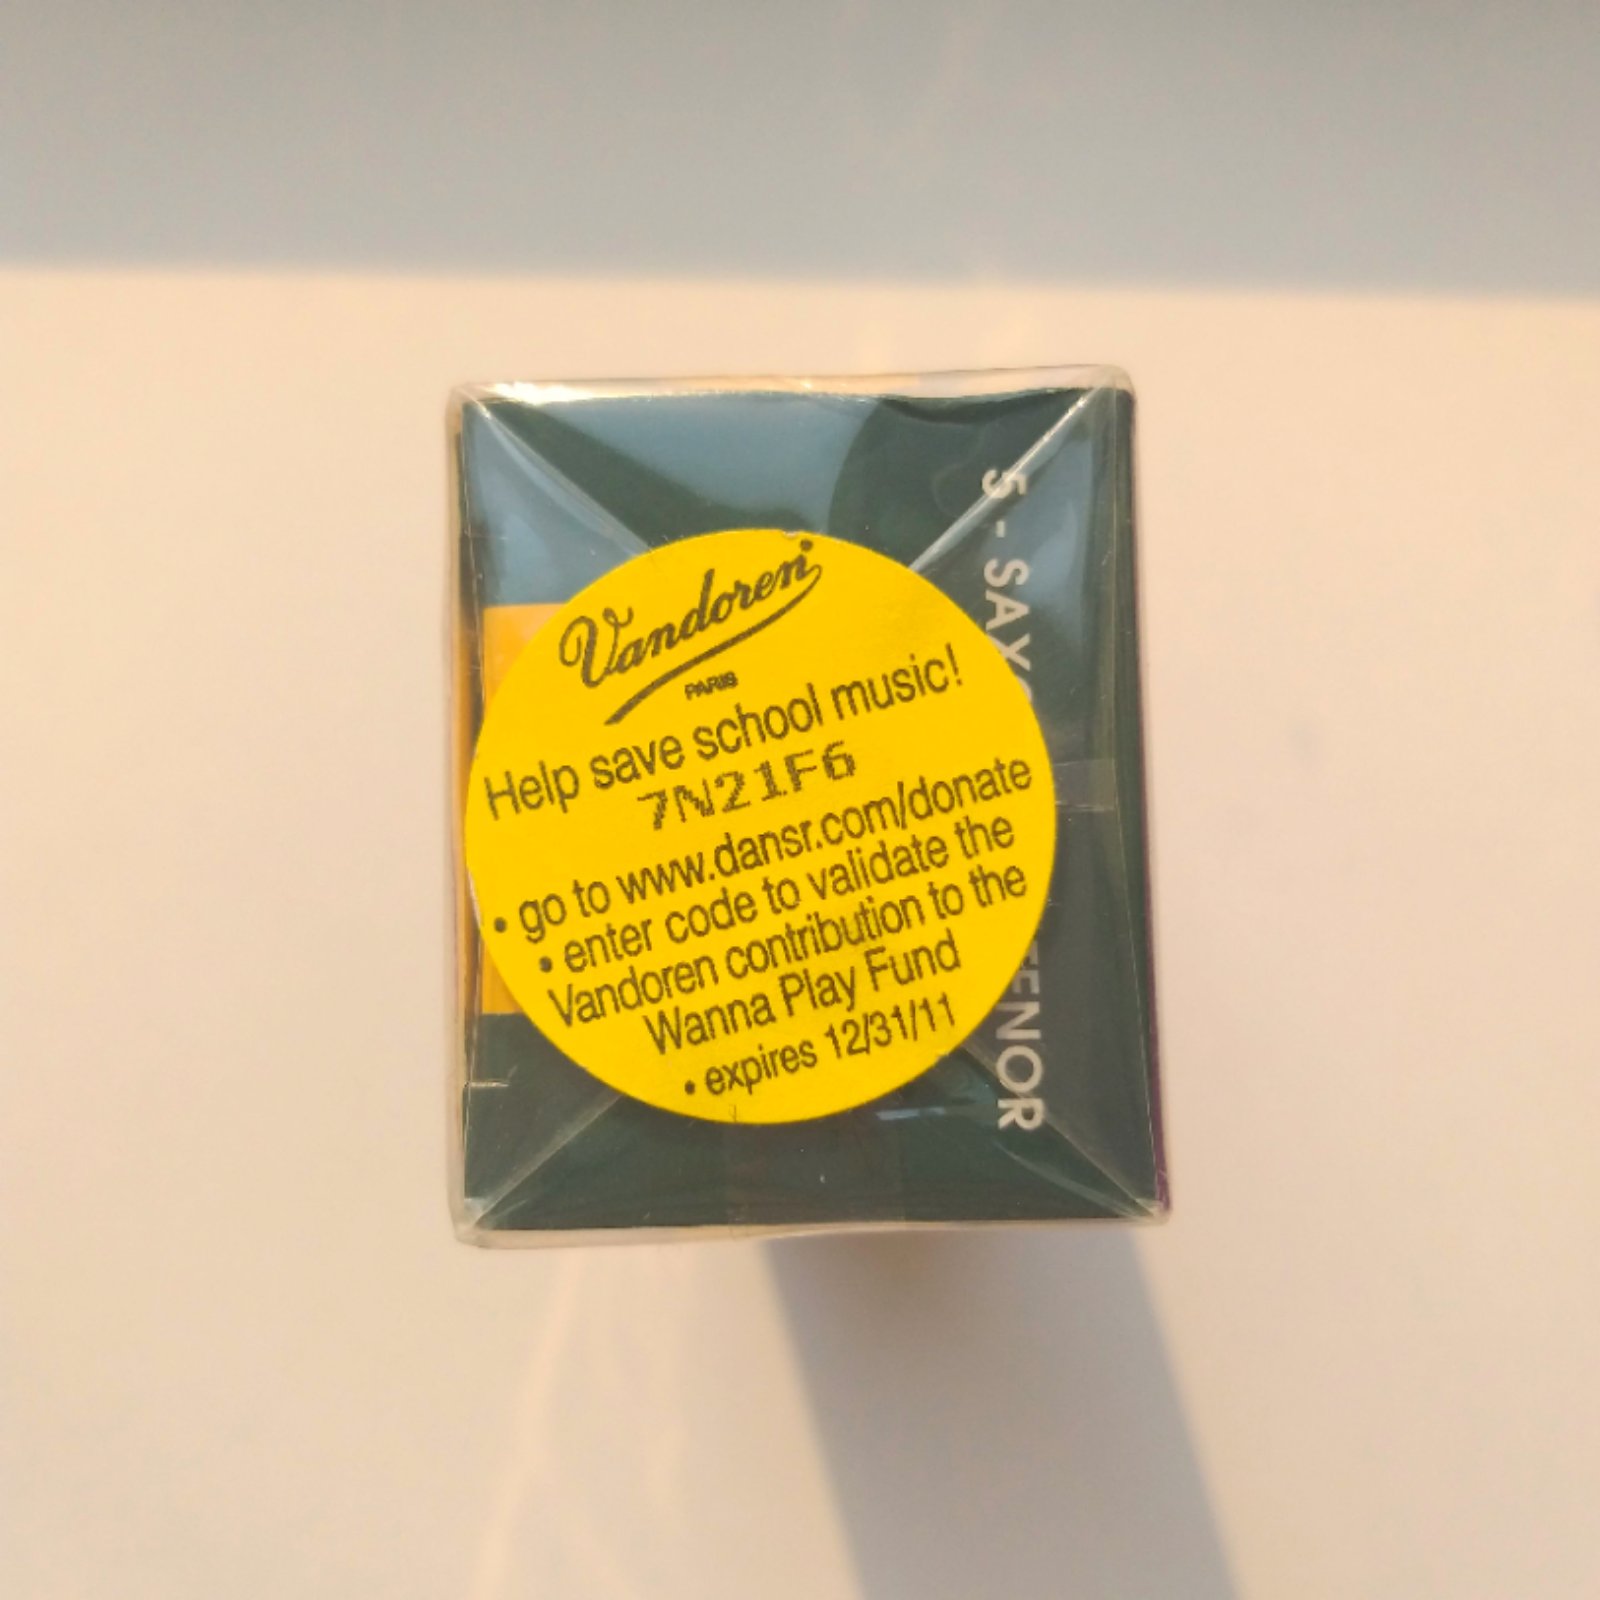 Vandoren
PARIS
Help save school music!
7N21F6
• go to www.dansr.com/donate
• enter code to validate the
Vandoren contribution to the
Wanna Play Fund
• expires 12/31/11
5 - SAX
TENOR